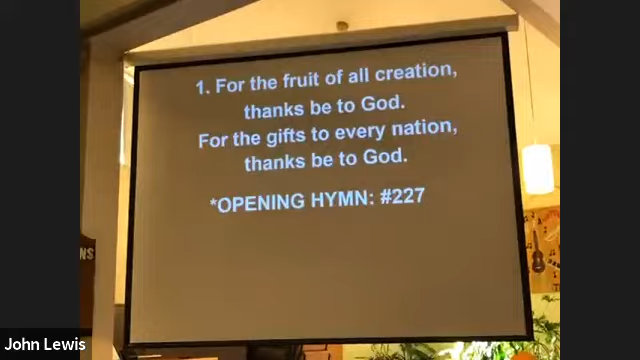 1. For the fruit of all creation,
thanks be to God.
For the gifts to every nation,
thanks be to God.
*OPENING HYMN: #227
NS
John Lewis